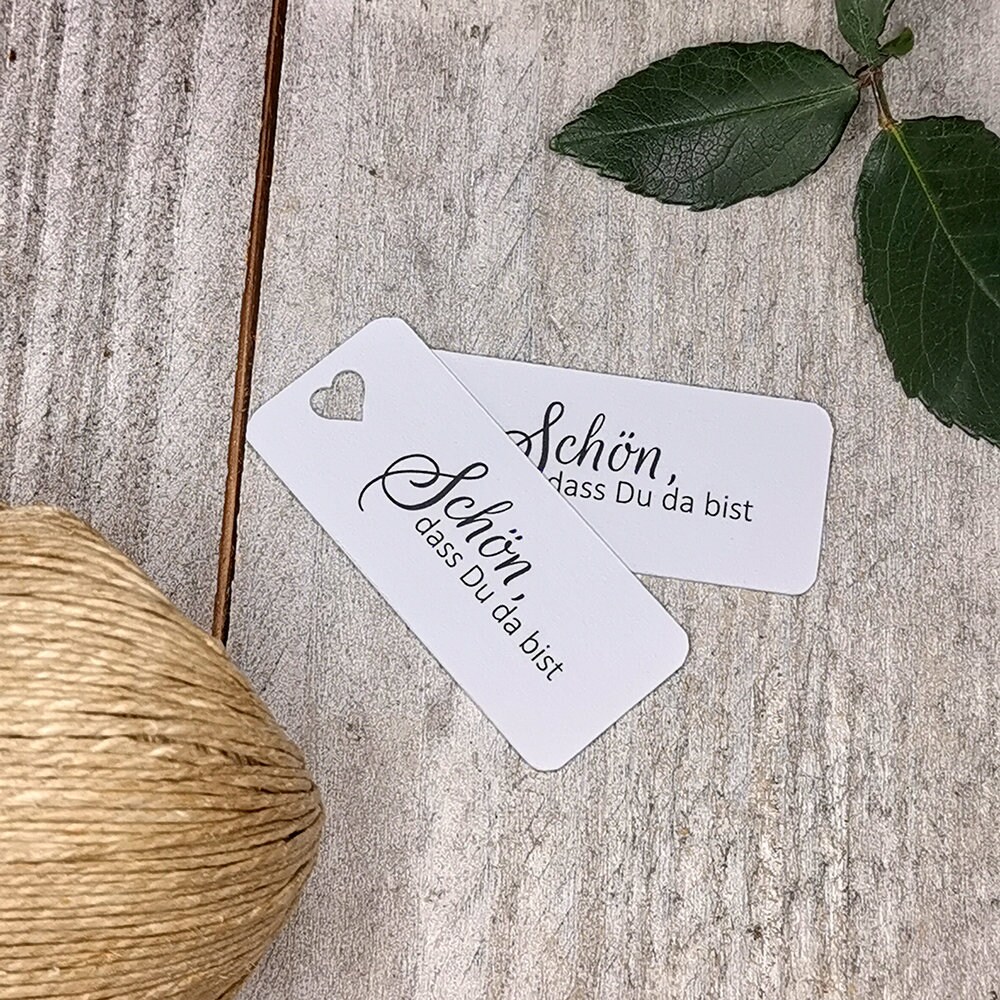 Schön,
dass Du da bist
Schön,
dass Du da bist